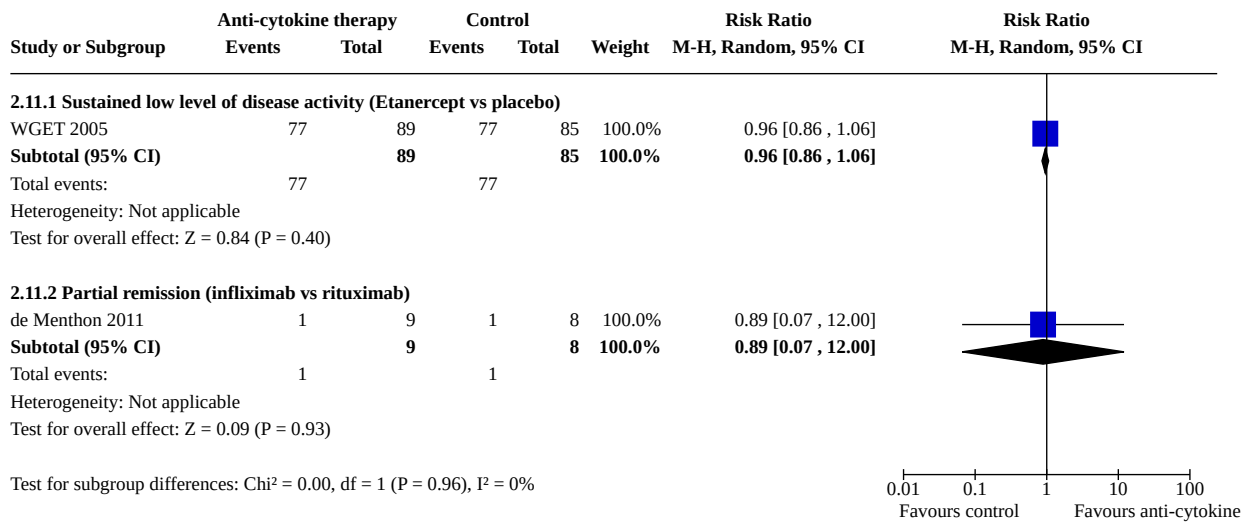 Anti-cytokine therapy Control Risk Ratio Risk Ratio
Study or Subgroup Events Total Events Total Weight M-H, Random, 95% CI M-H, Random, 95% CI
2.11.1 Sustained low level of disease activity (Etanercept vs placebo)
WGET 2005 77 89 77 85 100.0% 0.96 [0.86 , 1.06]
Subtotal (95% CI) 89 85 100.0% 0.96 [0.86 , 1.06]
Total events: 77 77
Heterogeneity: Not applicable
Test for overall effect: Z = 0.84 (P = 0.40)
2.11.2 Partial remission (infliximab vs rituximab)
de Menthon 2011 1 9 1 8 100.0% 0.89 [0.07 , 12.00]
Subtotal (95% CI) 9 8 100.0% 0.89 [0.07 , 12.00]
Total events: 1 1
Heterogeneity: Not applicable
Test for overall effect: Z = 0.09 (P = 0.93)
Test for subgroup differences: Chi² = 0.00, df = 1 (P = 0.96), I² = 0%
0.01 0.1 1 10 100
Favours control Favours anti-cytokine